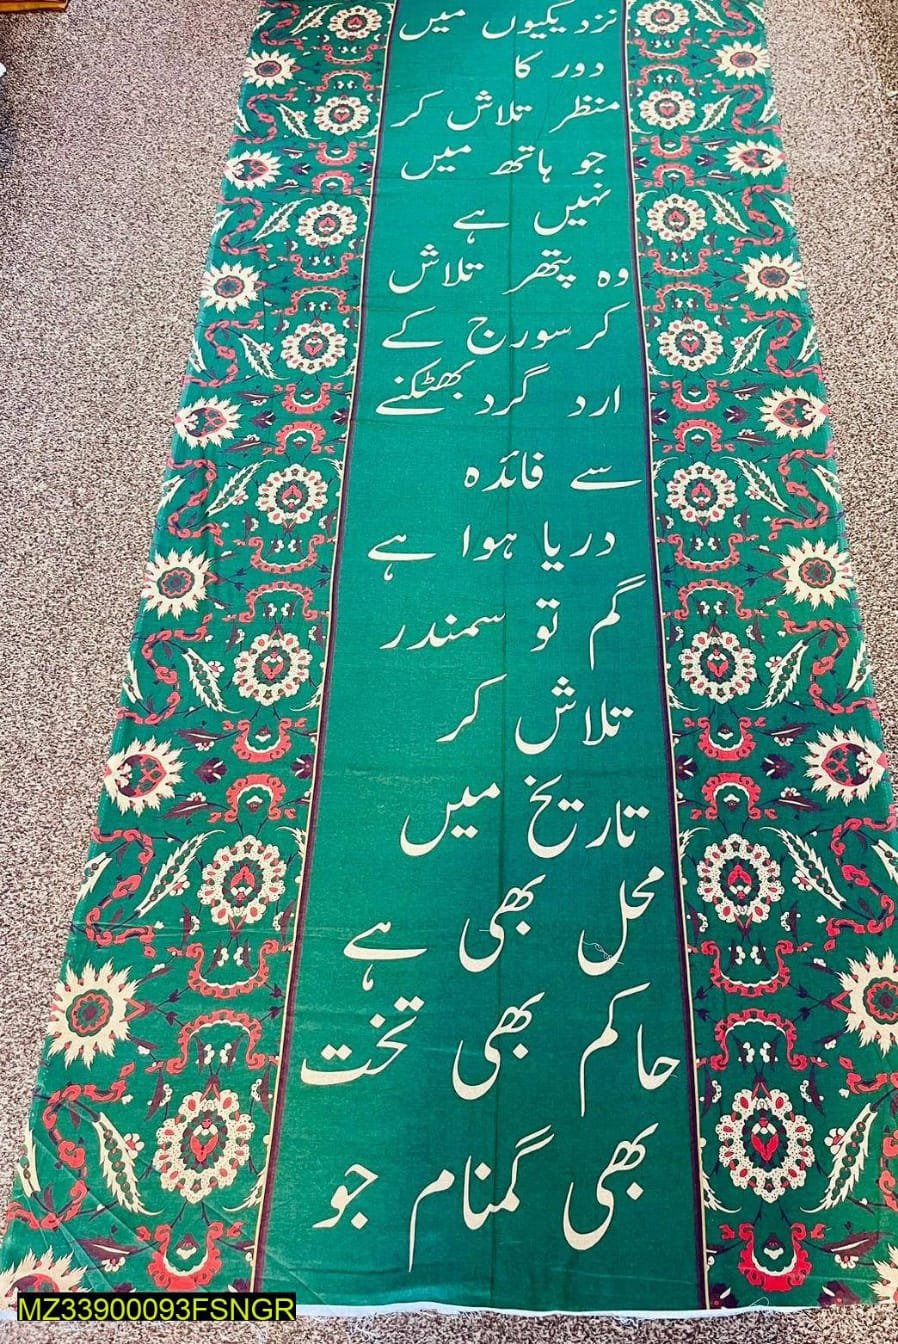 نزدیکیوں میں
دور کا
منظر تلاش کر
جو ہاتھ میں
نہیں ہے
وہ پتھر تلاش
کر سورج کے
ارد گرد بھٹکنے
سے فائدہ
دریا ہوا ہے
گم تو سمندر
تلاش کر
تاریخ میں
محل بھی ہے
حاکم بھی تخت
بھی گمنام جو
MZ33900093FSNGR